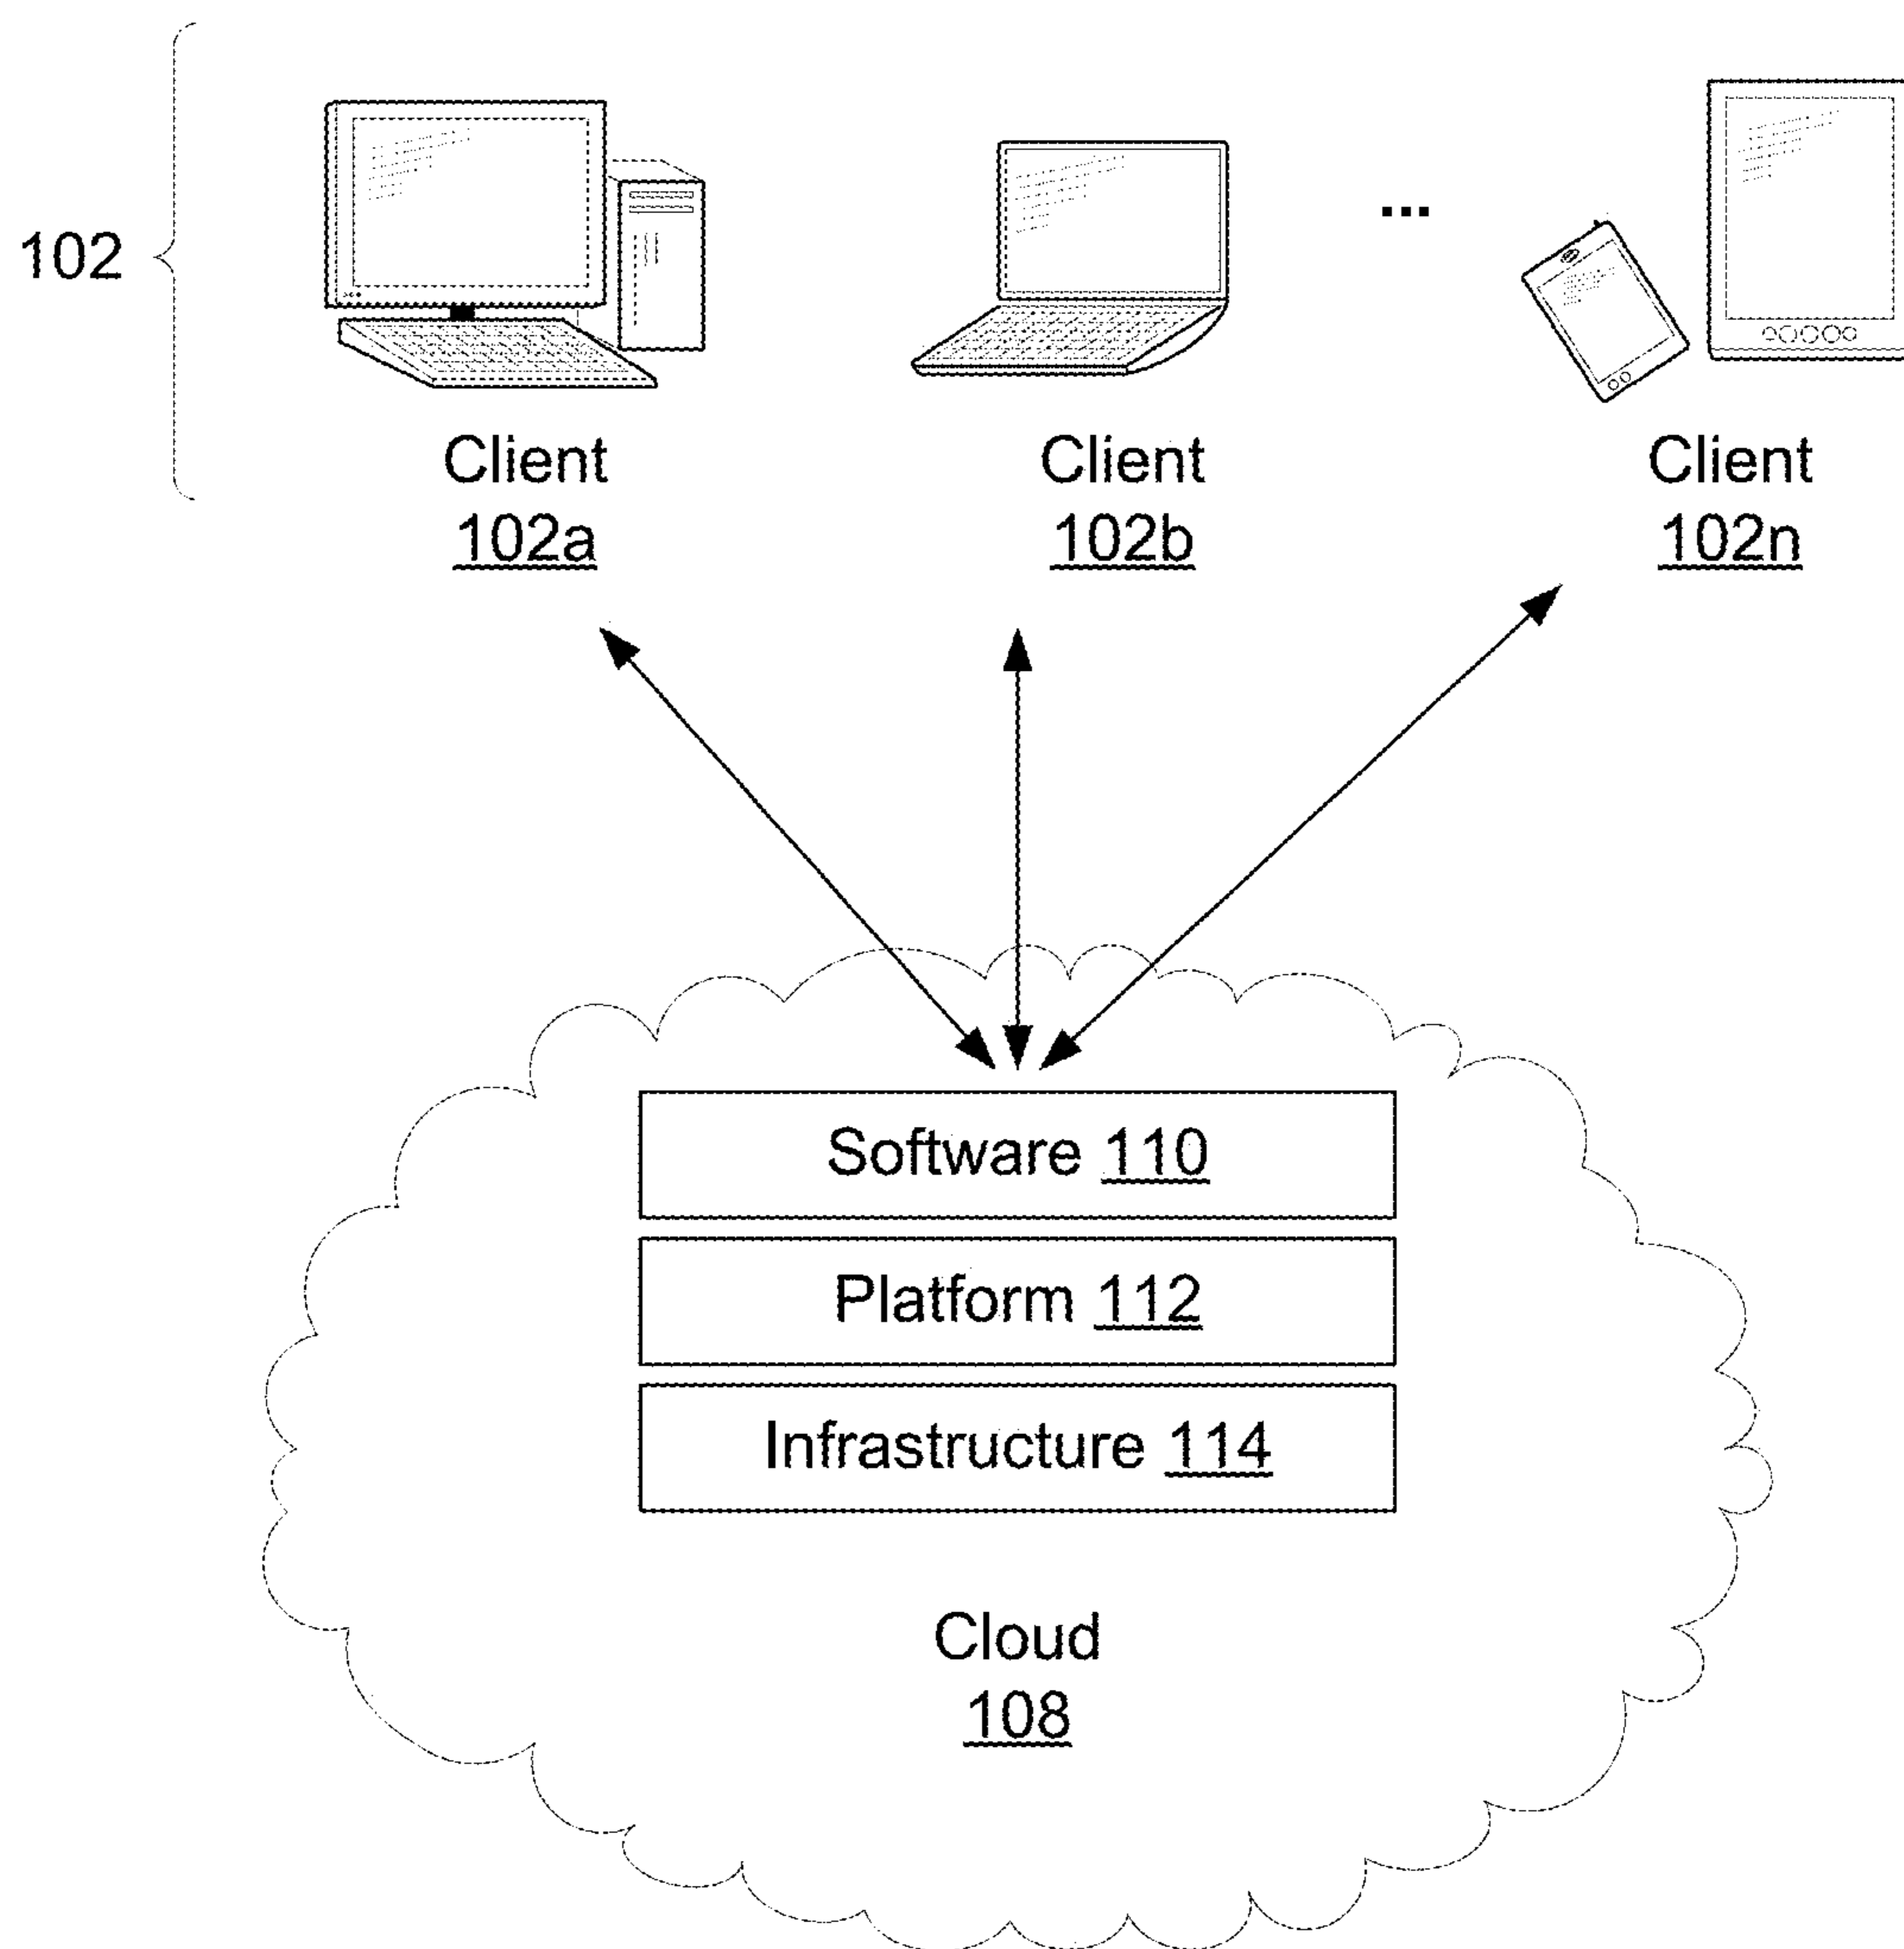 102
...
Client
102a
Client
102b
Client
102n
Software 110
Platform 112
Infrastructure 114
Cloud
108